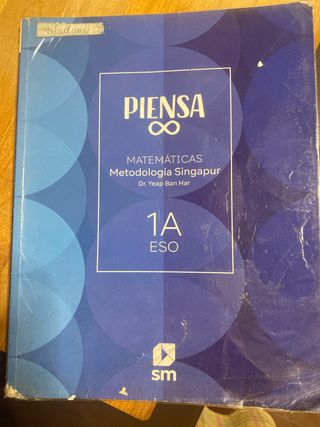 PIENSA
∞
MATEMÁTICAS
Metodología Singapur
Dr. Yeap Ban Har
1A
ESO
sm